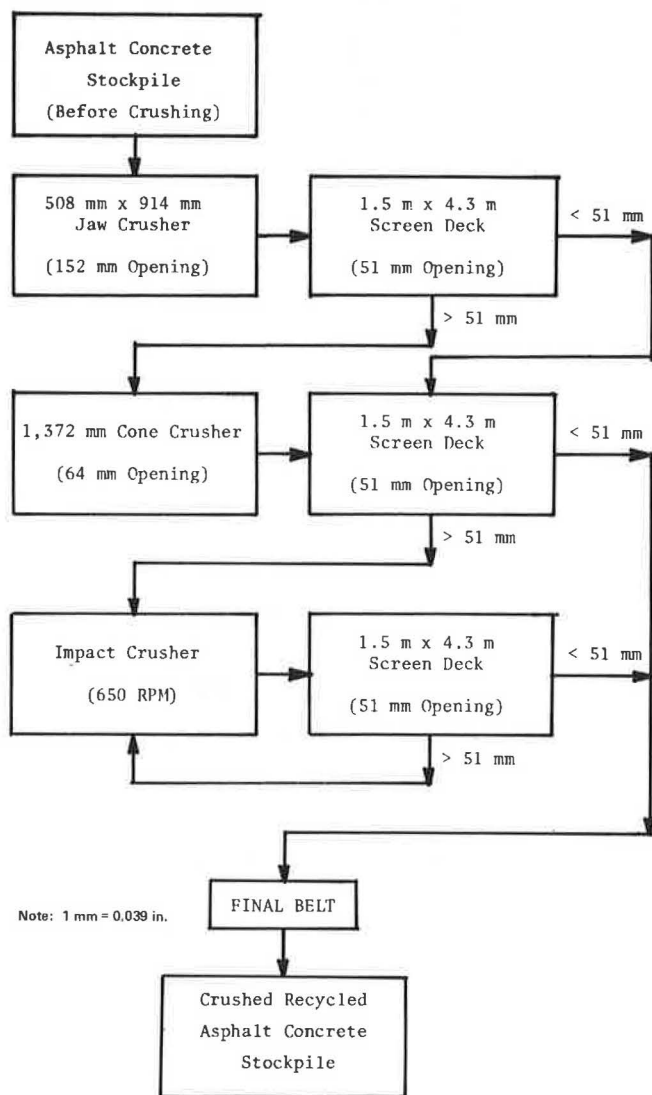 Asphalt Concrete
Stockpile
(Before Crushing)
508 mm x 914 mm
Jaw Crusher
(152 mm Opening)
1.5 m x 4.3 m
Screen Deck
(51 mm Opening)
< 51 mm
> 51 mm
1,372 mm Cone Crusher
(64 mm Opening)
1.5 m x 4.3 m
Screen Deck
(51 mm Opening)
< 51 mm
> 51 mm
Impact Crusher
(650 RPM)
1.5 m x 4.3 m
Screen Deck
(51 mm Opening)
< 51 mm
> 51 mm
Note: 1 mm = 0.039 in.
FINAL BELT
Crushed Recycled
Asphalt Concrete
Stockpile